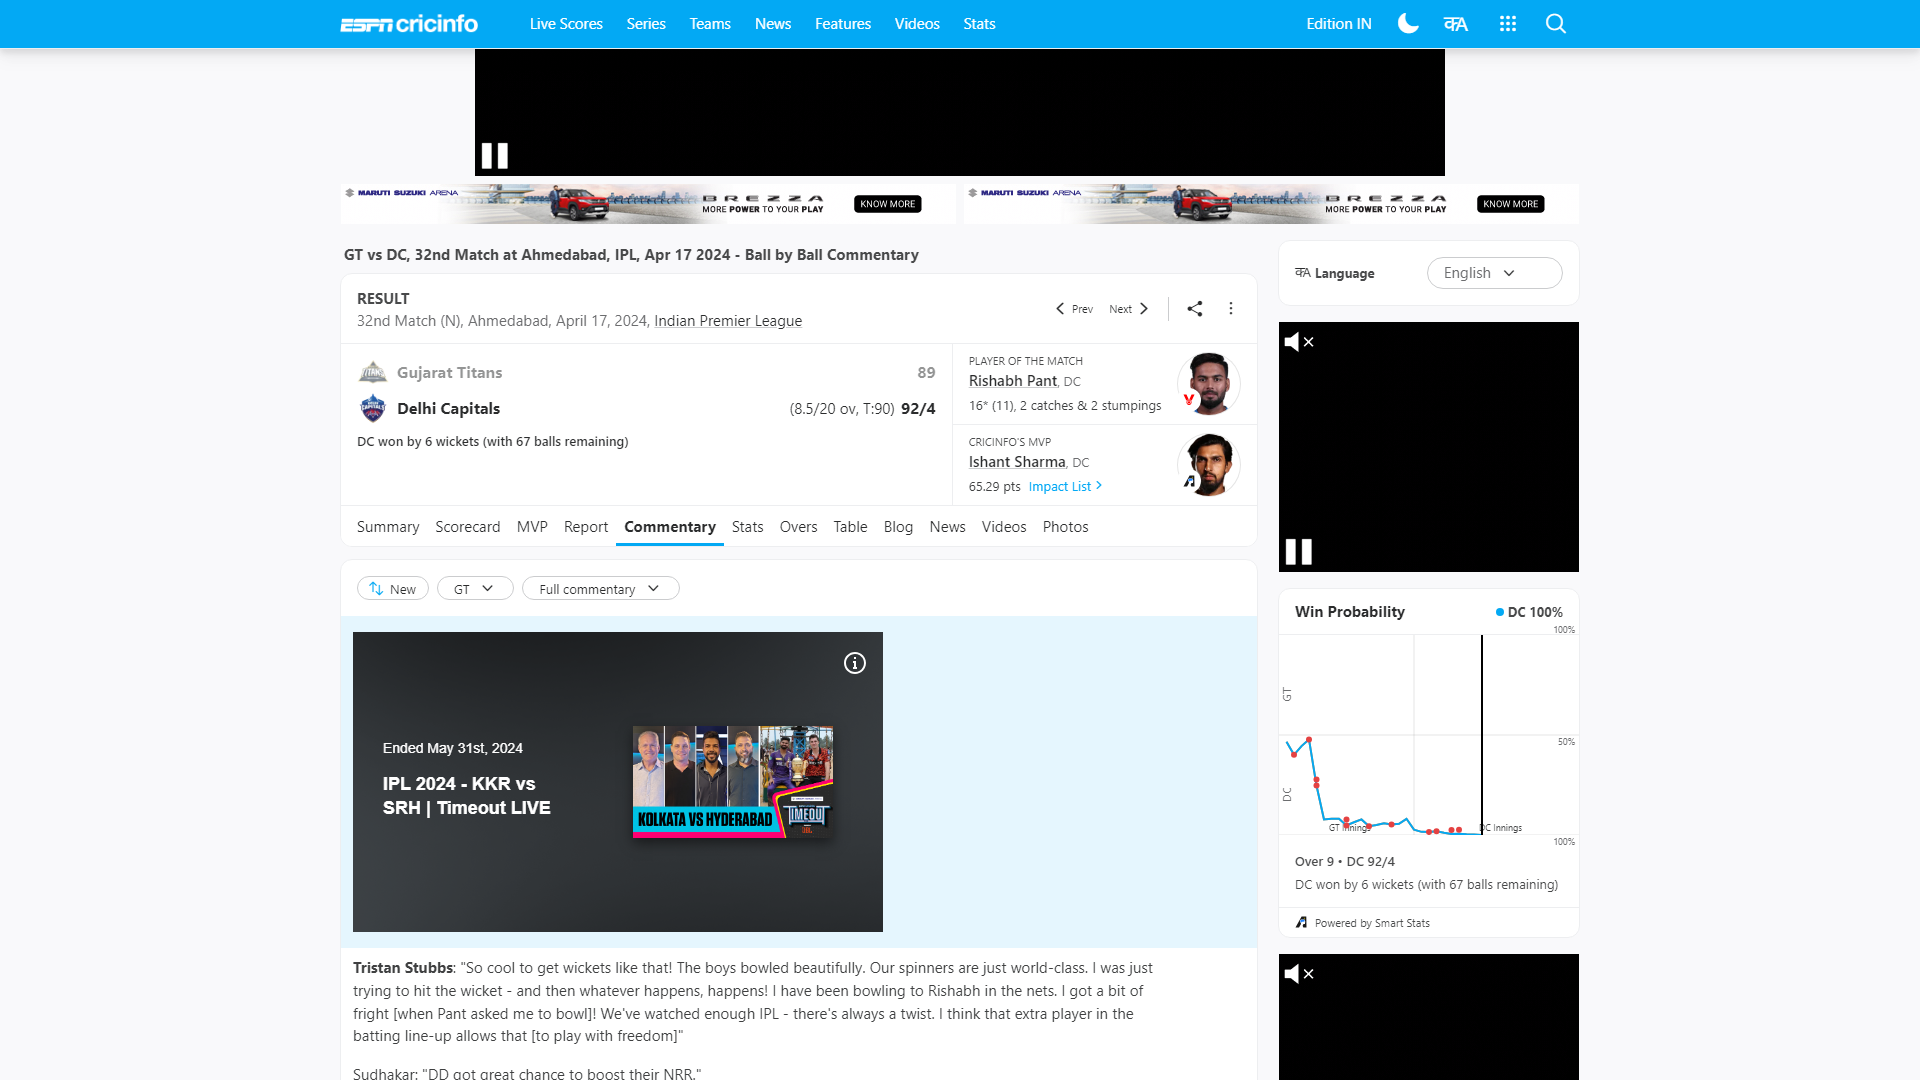 ESPN cricinfo
Live Scores
Series
Teams
News
Features
Videos
Stats
Edition IN
क्A
MARUTI SUZUKI ARENA
BREZZA
MORE POWER TO YOUR PLAY
KNOW MORE
MARUTI SUZUKI ARENA
BREZZA
MORE POWER TO YOUR PLAY
KNOW MORE
GT vs DC, 32nd Match at Ahmedabad, IPL, Apr 17 2024 - Ball by Ball Commentary
RESULT
32nd Match (N), Ahmedabad, April 17, 2024, Indian Premier League
Prev
Next
Gujarat Titans 89
Delhi Capitals (8.5/20 ov, T:90) 92/4
DC won by 6 wickets (with 67 balls remaining)
PLAYER OF THE MATCH
Rishabh Pant, DC
16* (11), 2 catches & 2 stumpings
CRICINFO'S MVP
Ishant Sharma, DC
65.29 pts Impact List
Summary
Scorecard
MVP
Report
Commentary
Stats
Overs
Table
Blog
News
Videos
Photos
New
GT
Full commentary
Ended May 31st, 2024
IPL 2024 - KKR vs
SRH | Timeout LIVE
KOLKATA VS HYDERABAD
TIMEOUT
Tristan Stubbs: "So cool to get wickets like that! The boys bowled beautifully. Our spinners are just world-class. I was just
trying to hit the wicket - and then whatever happens, happens! I have been bowling to Rishabh in the nets. I got a bit of
fright [when Pant asked me to bowl]! We've watched enough IPL - there's always a twist. I think that extra player in the
batting line-up allows that [to play with freedom]"
Sudhakar: "DD got great chance to boost their NRR."
क्A Language
English
Win Probability
DC 100%
100%
GT
50%
DC
GT Innings
DC Innings
100%
Over 9 • DC 92/4
DC won by 6 wickets (with 67 balls remaining)
Powered by Smart Stats